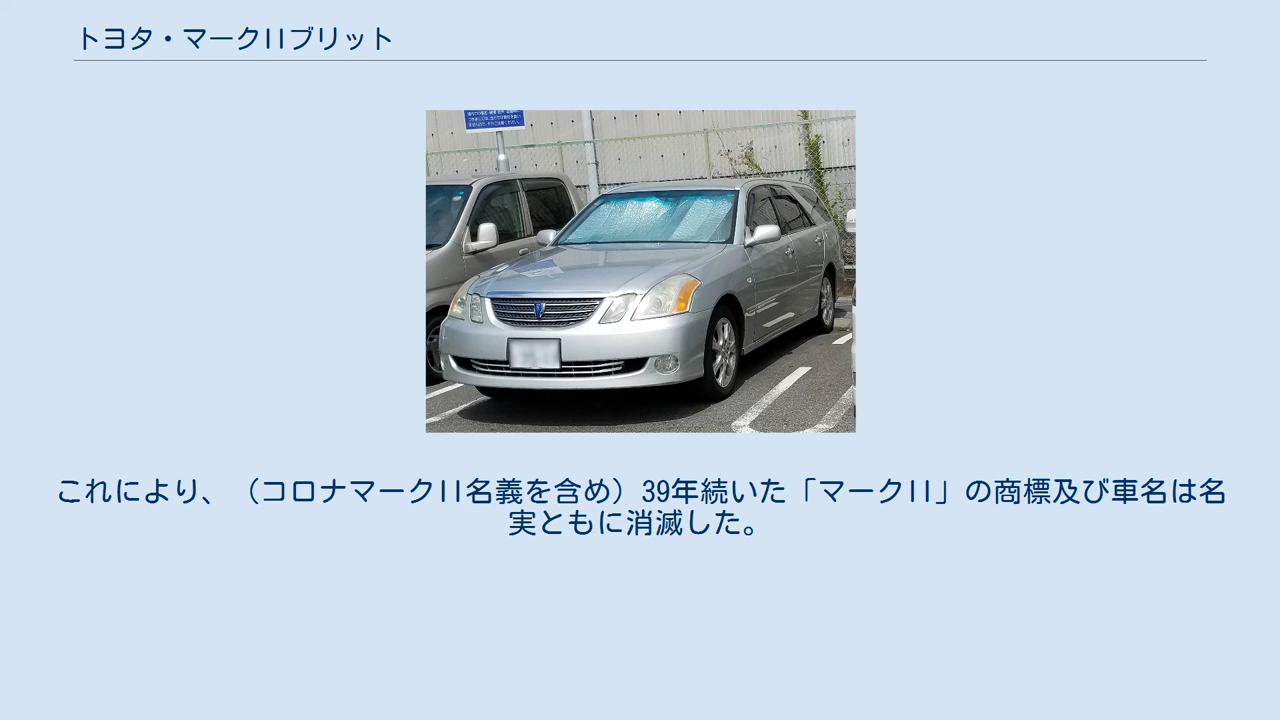 トヨタ・マークIIブリット
これにより、（コロナマークII名義を含め）39年続いた「マークII」の商標及び車名は名
実ともに消滅した。